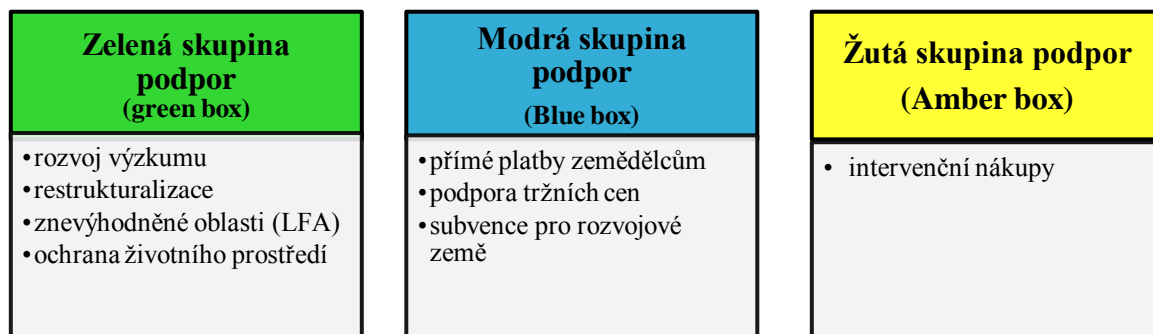 Zelená skupina
podpor
(green box)
•rozvoj výzkumu
•restrukturalizace
•znevýhodněné oblasti (LFA)
•ochrana životního prostředí
Modrá skupina
podpor
(Blue box)
•přímé platby zemědělcům
•podpora tržních cen
•subvence pro rozvojové
země
Žutá skupina podpor
(Amber box)
• intervenční nákupy